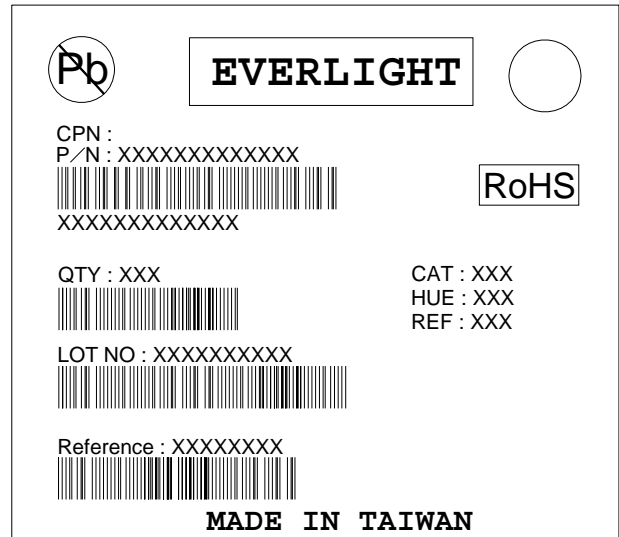 Pb
EVERLIGHT
CPN :
P/N : XXXXXXXXXXXXX
RoHS
XXXXXXXXXXXXX
QTY : XXX
CAT : XXX
HUE : XXX
REF : XXX
LOT NO : XXXXXXXXXX
Reference : XXXXXXXX
MADE IN TAIWAN